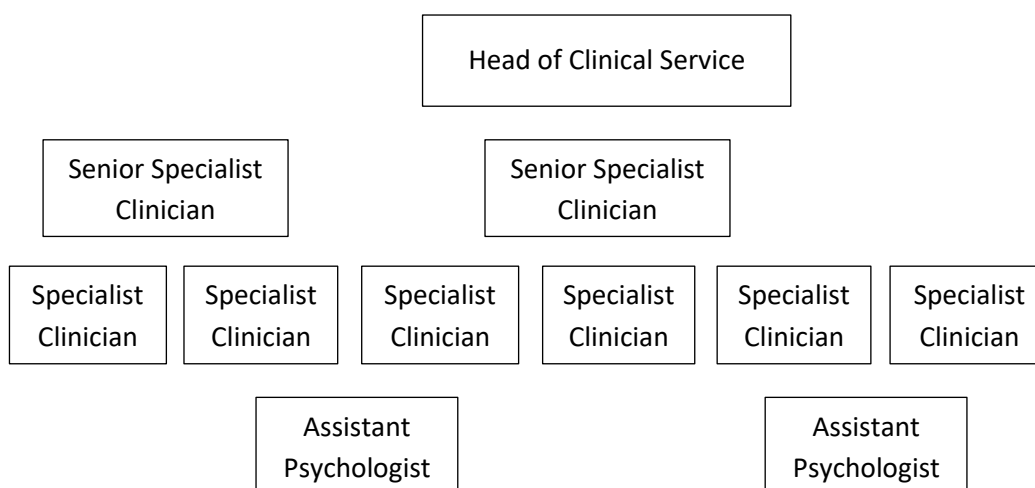 Head of Clinical Service
Senior Specialist
Clinician
Senior Specialist
Clinician
Specialist
Clinician
Specialist
Clinician
Specialist
Clinician
Specialist
Clinician
Specialist
Clinician
Specialist
Clinician
Assistant
Psychologist
Assistant
Psychologist